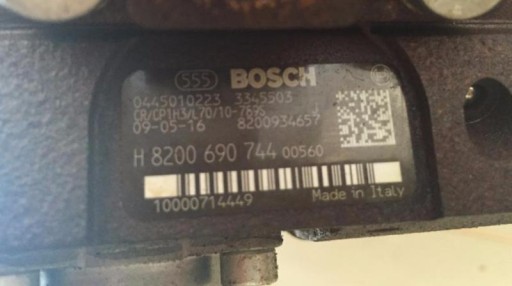 555 BOSCH
0445010223 3345503
CR/CP1H3/L70/10-789S
09-05-16 8200934657
H 8200 690 744 00560
10000714449 Made in Italy